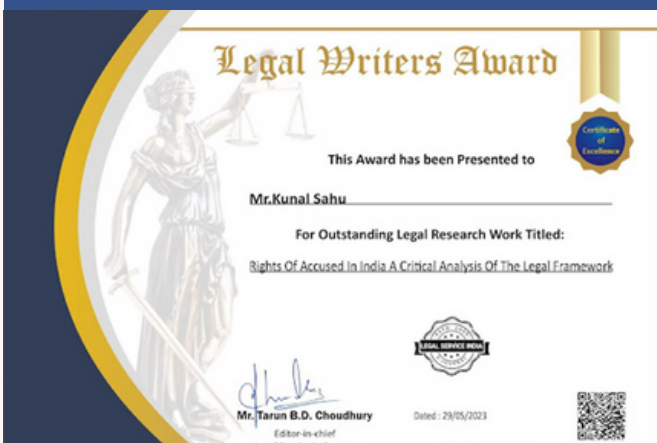 Legal Writers Award
Certificate
of
Excellence
This Award has been Presented to
Mr.Kunal Sahu
For Outstanding Legal Research Work Titled:
Rights Of Accused In India A Critical Analysis Of The Legal Framework
LEGAL SERVICE INDIA
Mr. Tarun B.D. Choudhury
Dated : 29/05/2023
Editor-in-chief